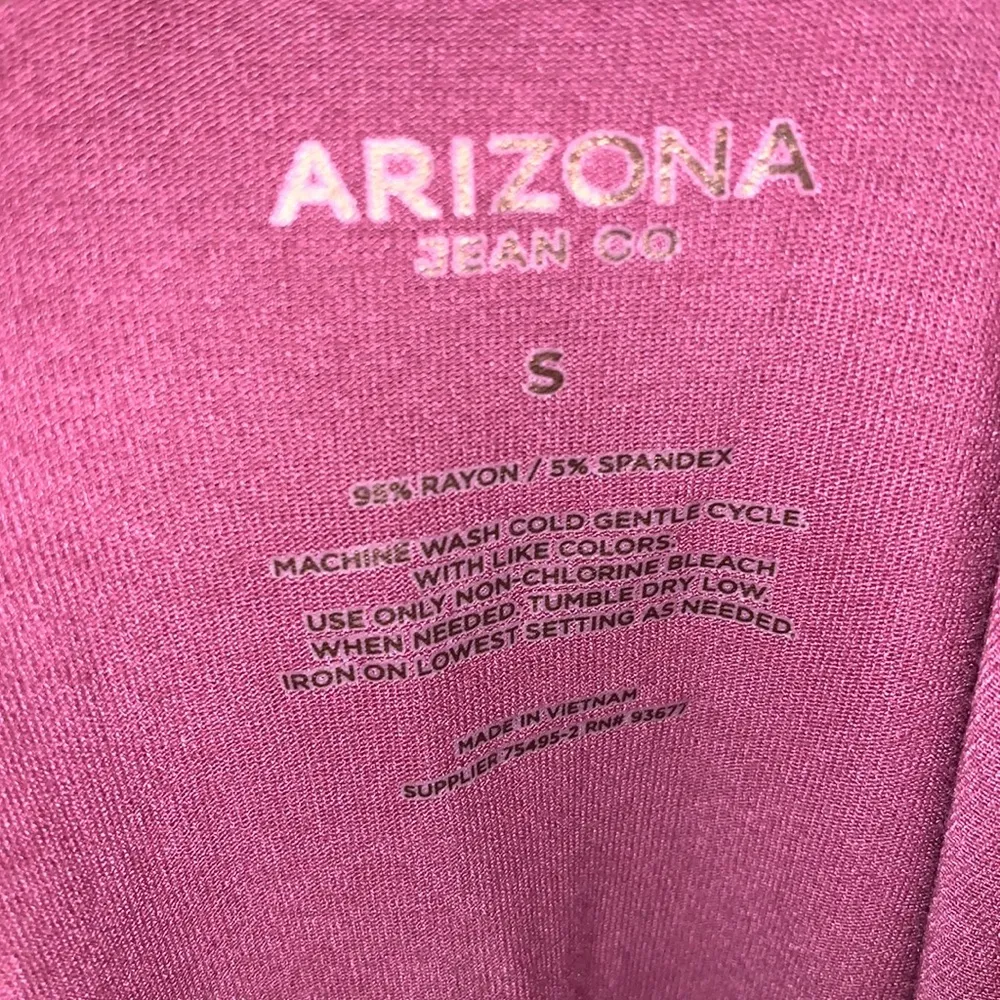 ARIZONA
JEAN CO
S
95% RAYON / 5% SPANDEX
MACHINE WASH COLD GENTLE CYCLE.
WITH LIKE COLORS.
USE ONLY NON-CHLORINE BLEACH
WHEN NEEDED. TUMBLE DRY LOW.
IRON ON LOWEST SETTING AS NEEDED.
MADE IN VIETNAM
SUPPLIER 75495-2 RN# 93677